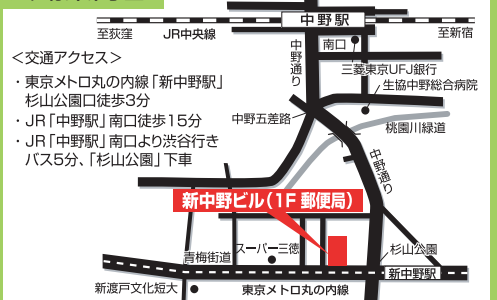 中野駅
至荻窪
JR中央線
至新宿
中野通り
南口
三菱東京UFJ銀行
生協中野総合病院
＜交通アクセス＞
・東京メトロ丸の内線「新中野駅」
杉山公園口徒歩3分
・JR「中野駅」南口徒歩15分
・JR「中野駅」南口より渋谷行き
バス5分、「杉山公園」下車
中野五差路
桃園川緑道
中野通り
新中野ビル（1F 郵便局）
青梅街道
スーパー三徳
杉山公園
新中野駅
新渡戸文化短大
東京メトロ丸の内線